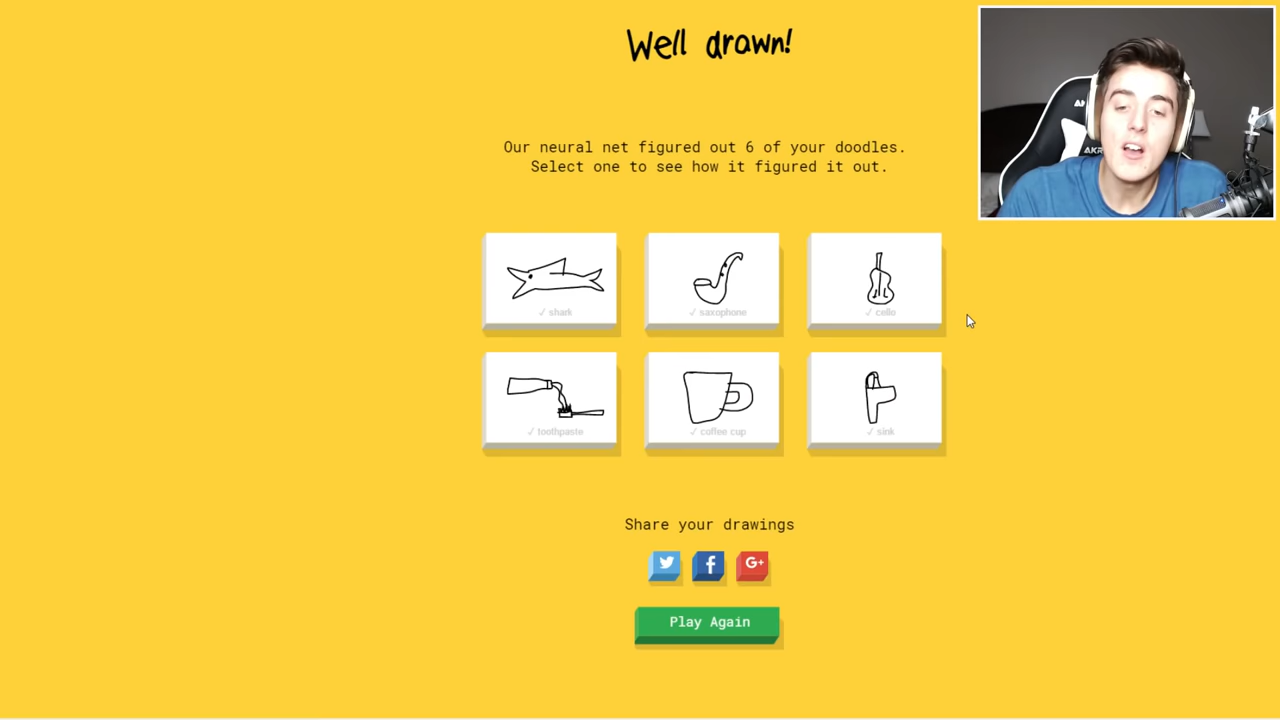 Well drawn!
Our neural net figured out 6 of your doodles.
Select one to see how it figured it out.
✓ shark
✓ saxophone
✓ cello
✓ toothpaste
✓ coffee cup
✓ sink
Share your drawings
G+
Play Again